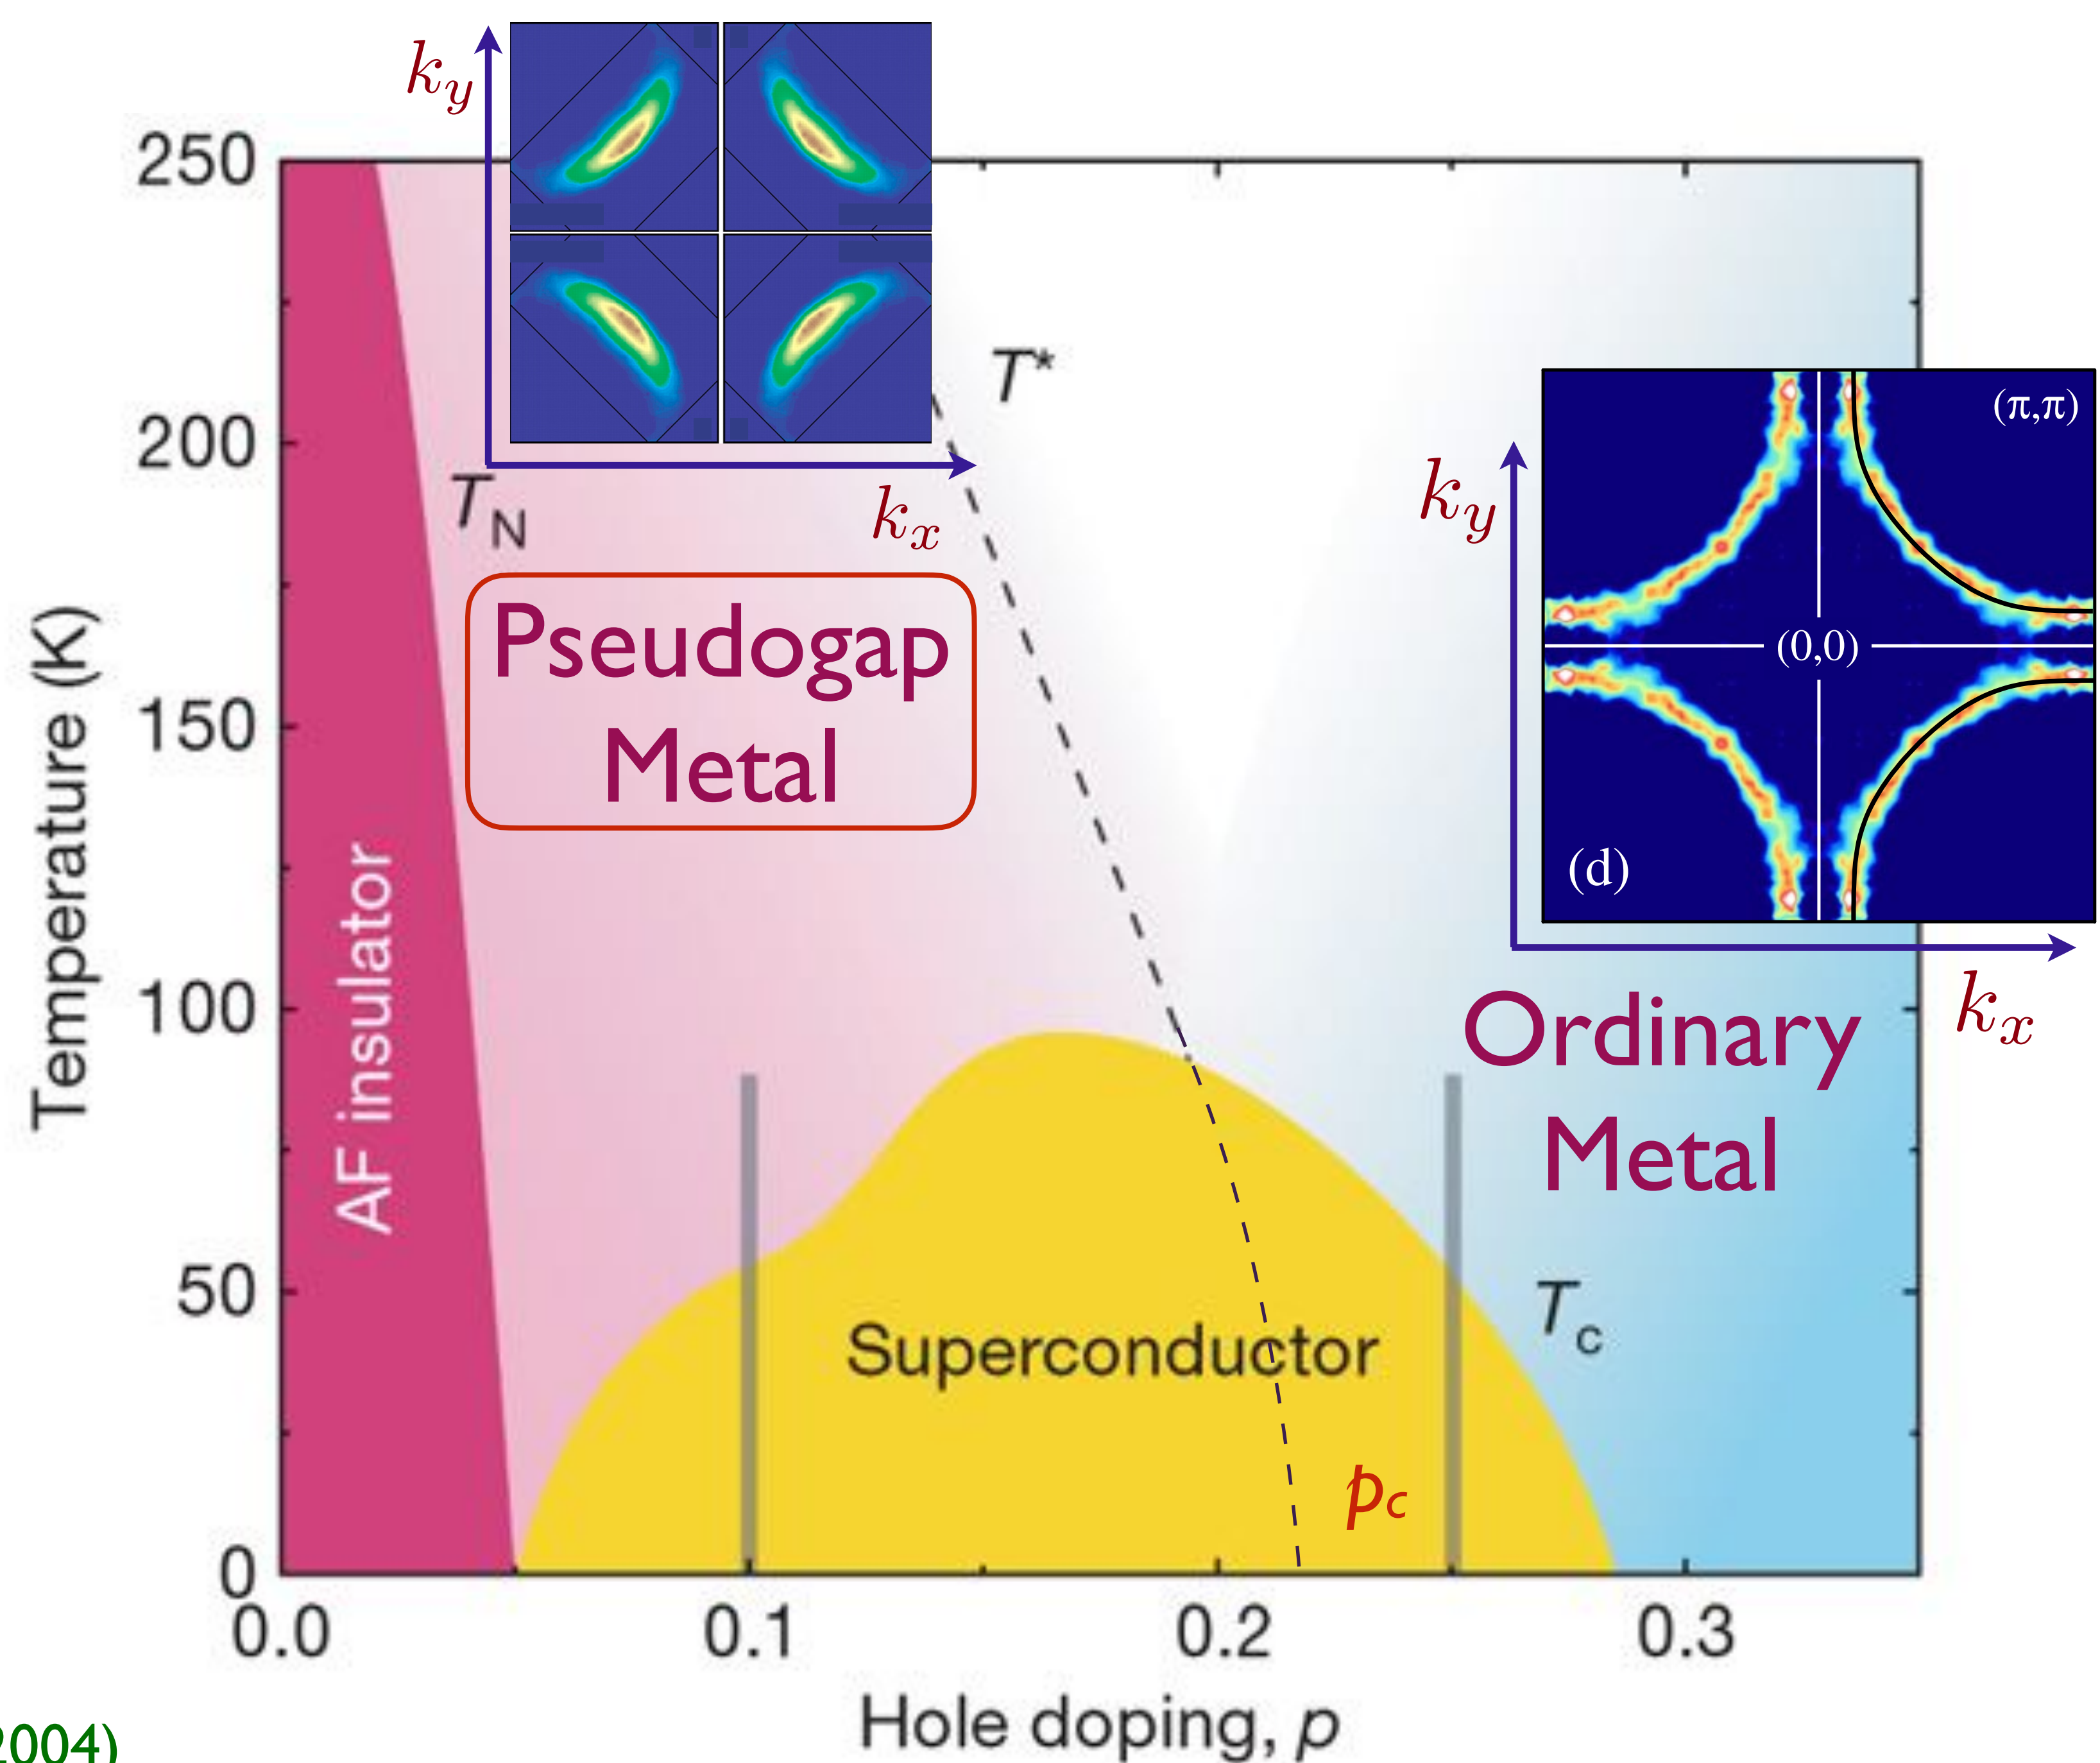 k_y
250
T*
(π,π)
200
T_N
k_x
k_y
Pseudogap
Metal
(0,0)
150
Temperature (K)
AF insulator
(d)
k_x
100
Ordinary
Metal
50
T_c
Superconductor
p_c
0
0.0
0.1
0.2
0.3
Hole doping, p
2004)